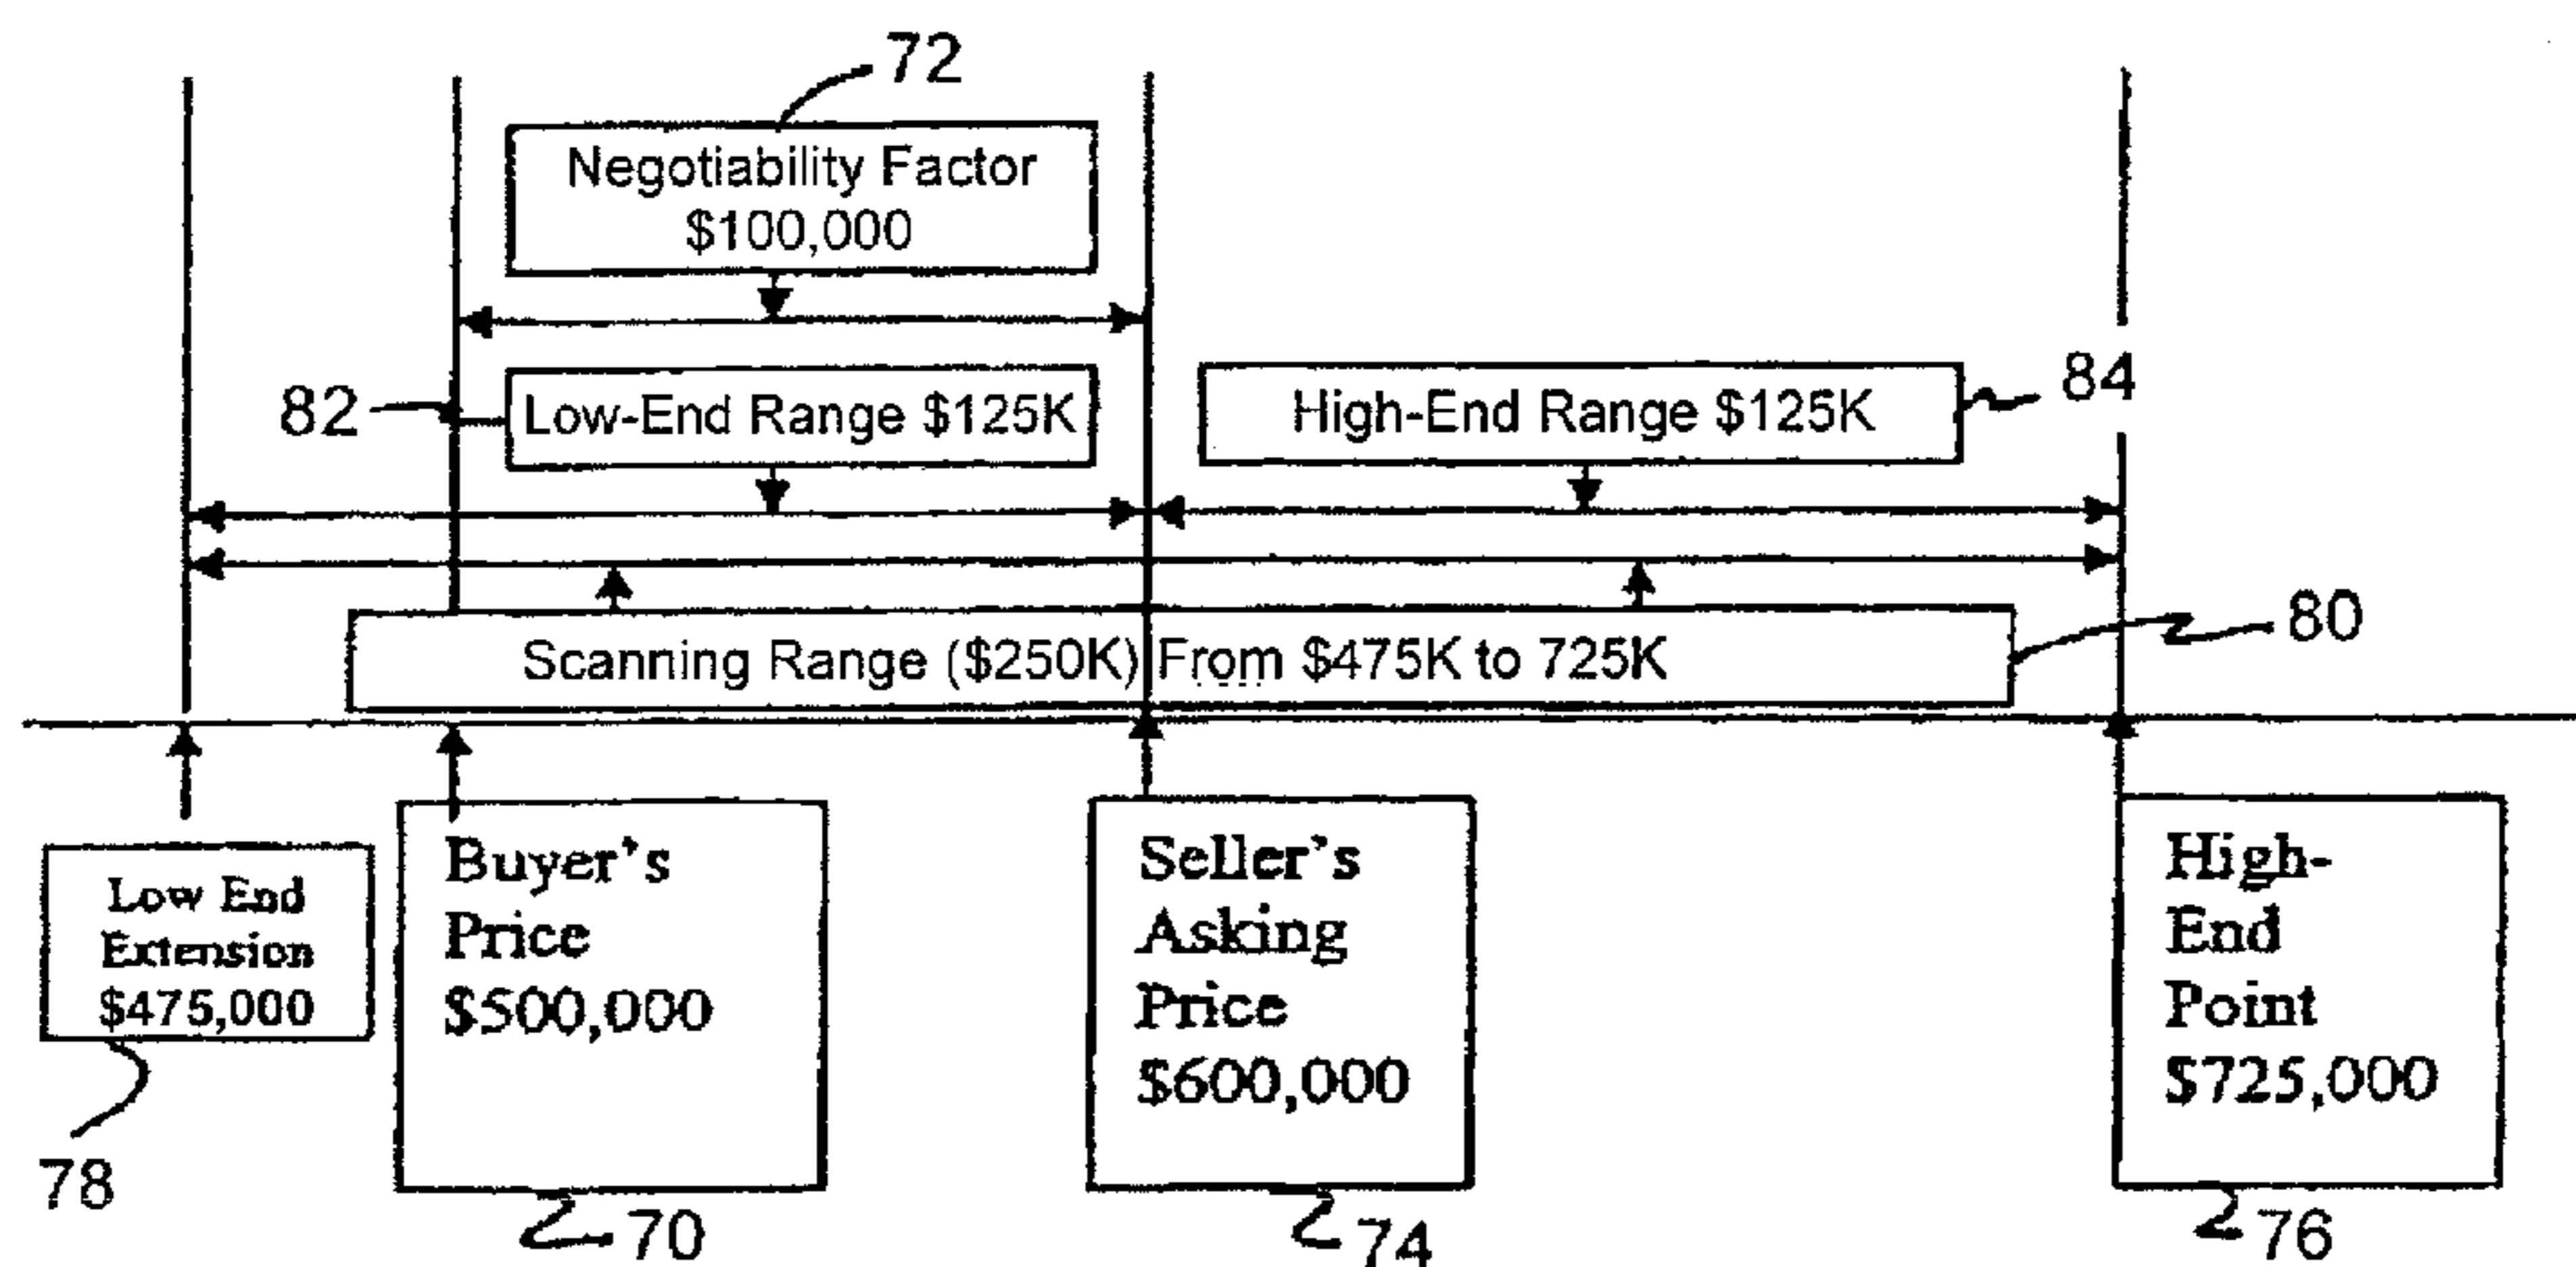 72
Negotiability Factor
$100,000
82
Low-End Range $125K
High-End Range $125K
84
Scanning Range ($250K) From $475K to 725K
80
Low End
Extension
$475,000
78
Buyer's
Price
$500,000
70
Seller's
Asking
Price
$600,000
74
High-
End
Point
$725,000
76